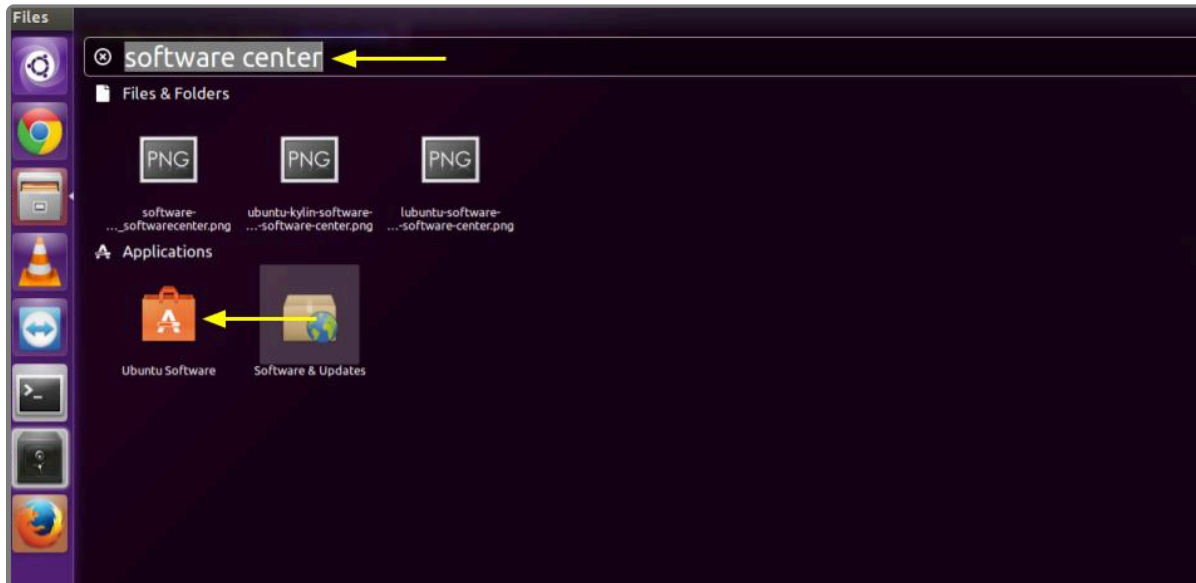 Files
software center
Files & Folders
PNG PNG PNG
software- ubuntu-kylin-software- lubuntu-software-
..._softwarecenter.png ...-software-center.png ...-software-center.png
Applications
Ubuntu Software Software & Updates
>_